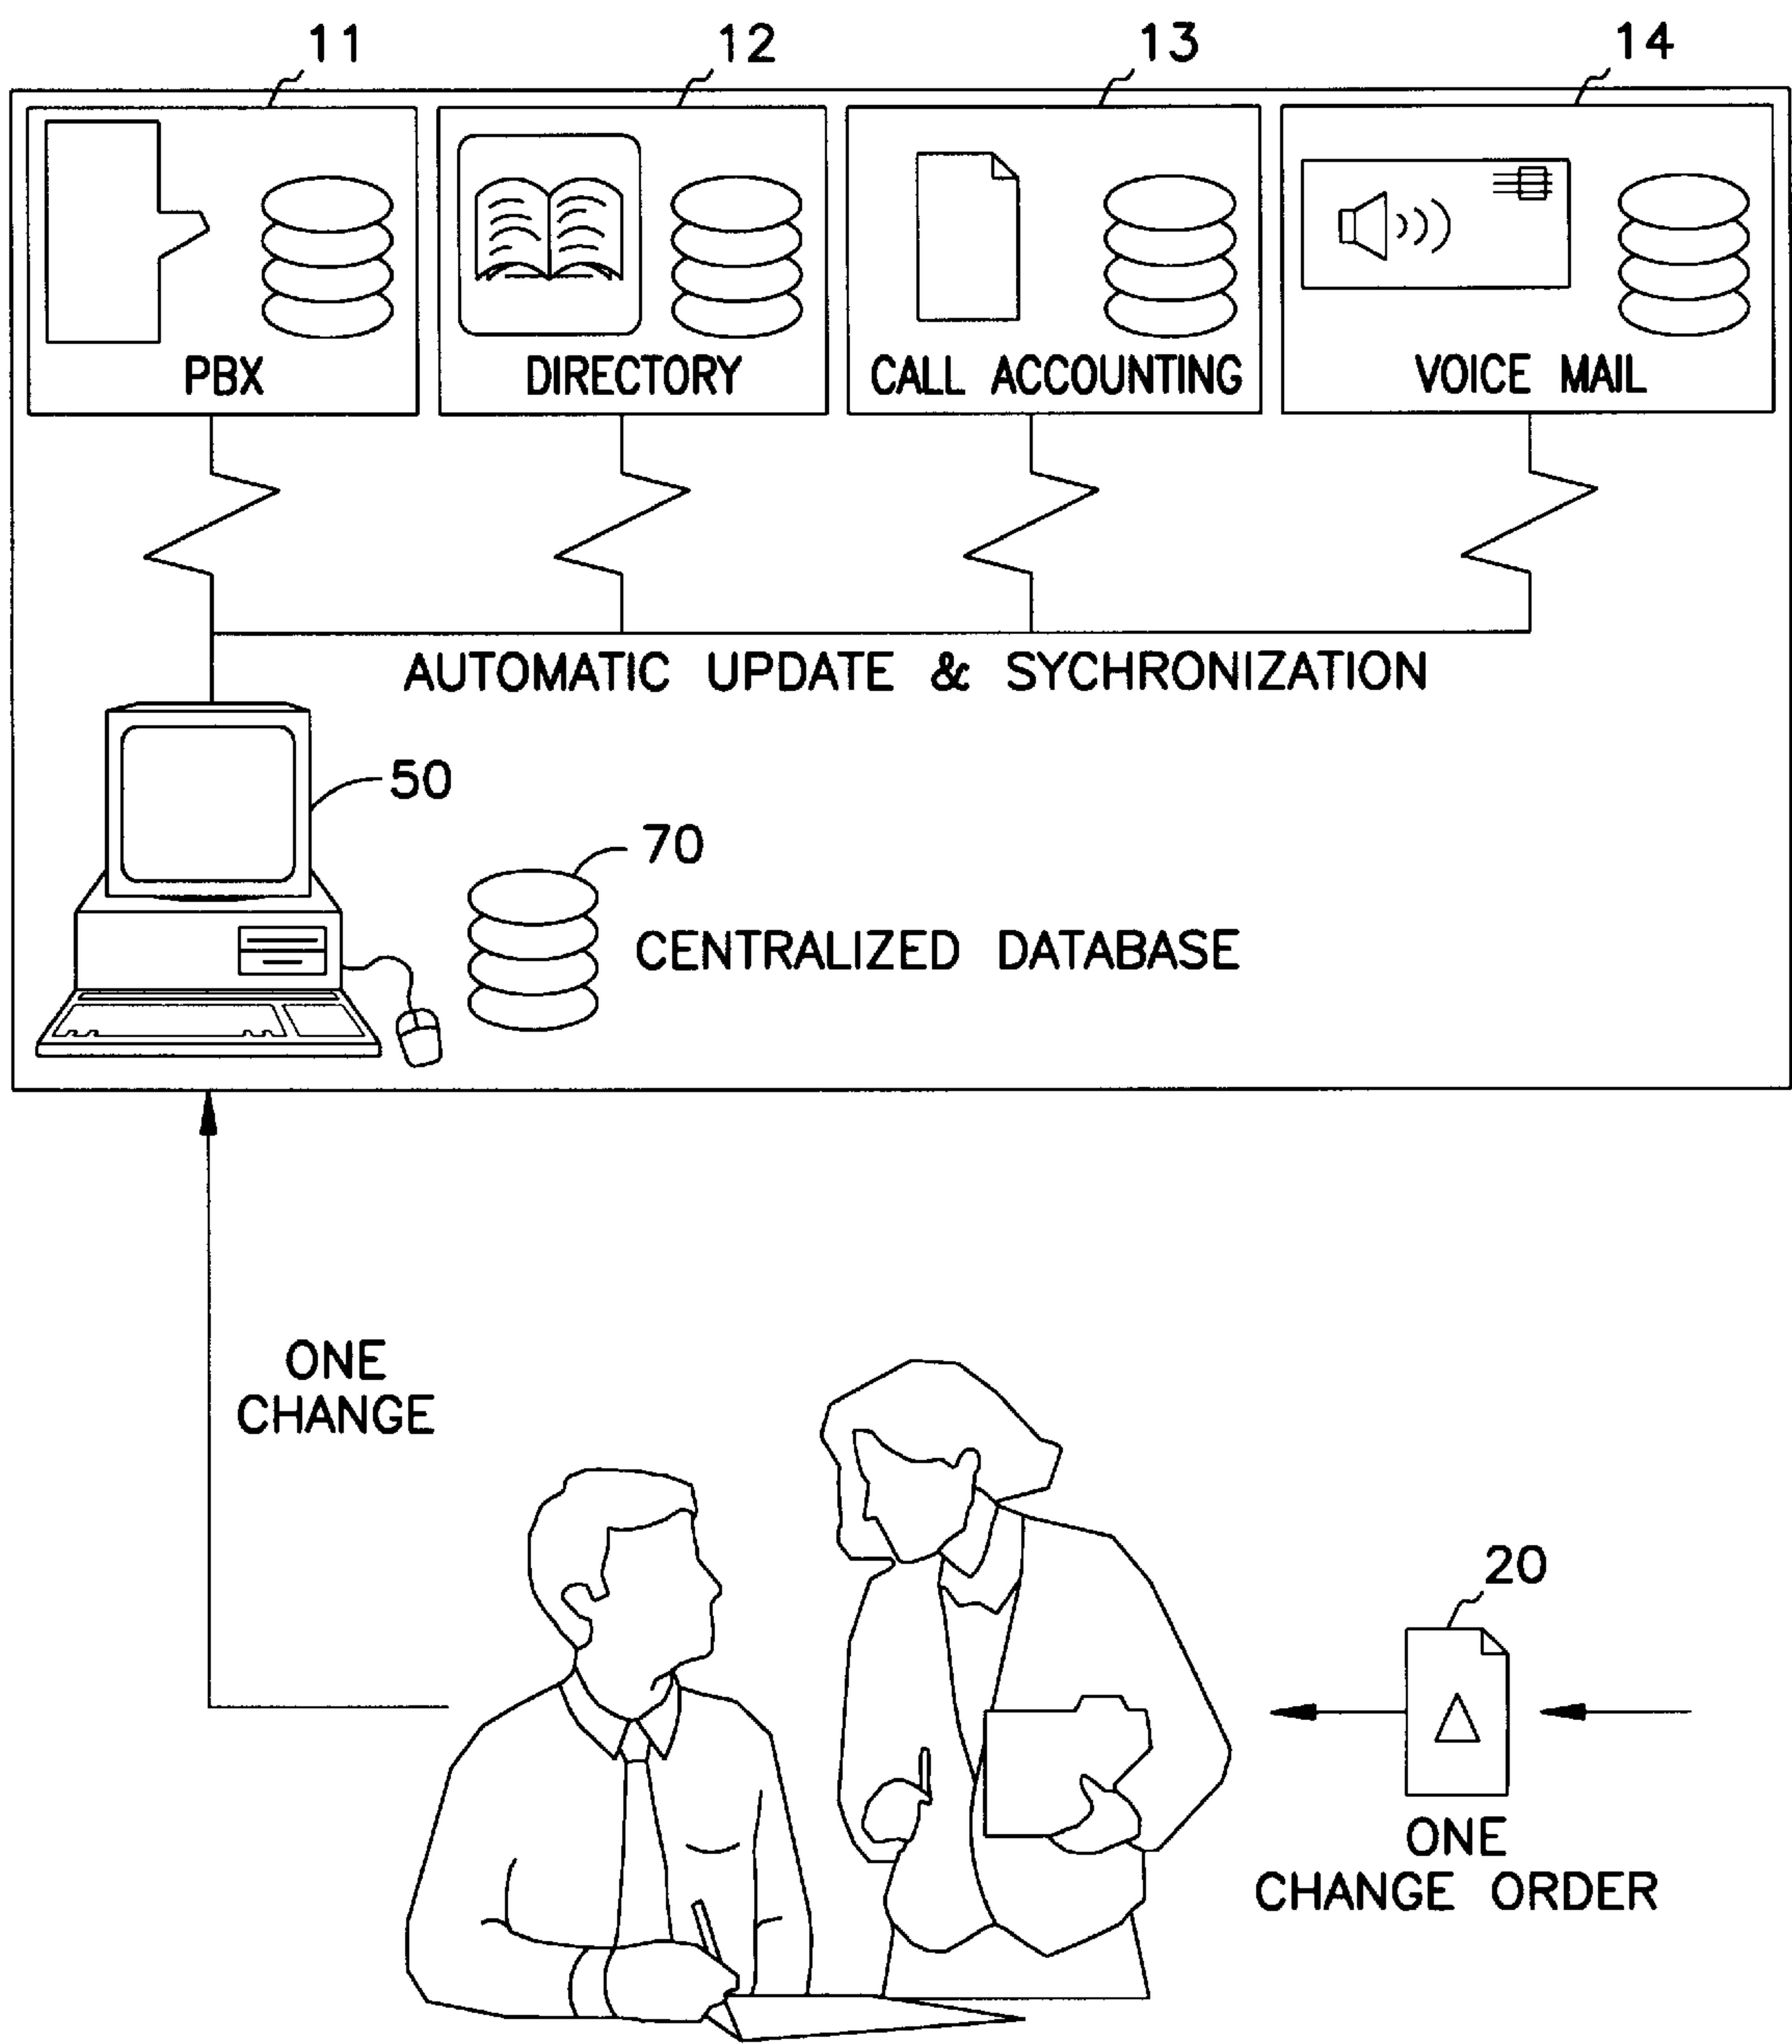 11
12
13
14
PBX
DIRECTORY
CALL ACCOUNTING
VOICE MAIL
AUTOMATIC UPDATE & SYCHRONIZATION
50
70
CENTRALIZED DATABASE
ONE
CHANGE
20
ONE
CHANGE ORDER